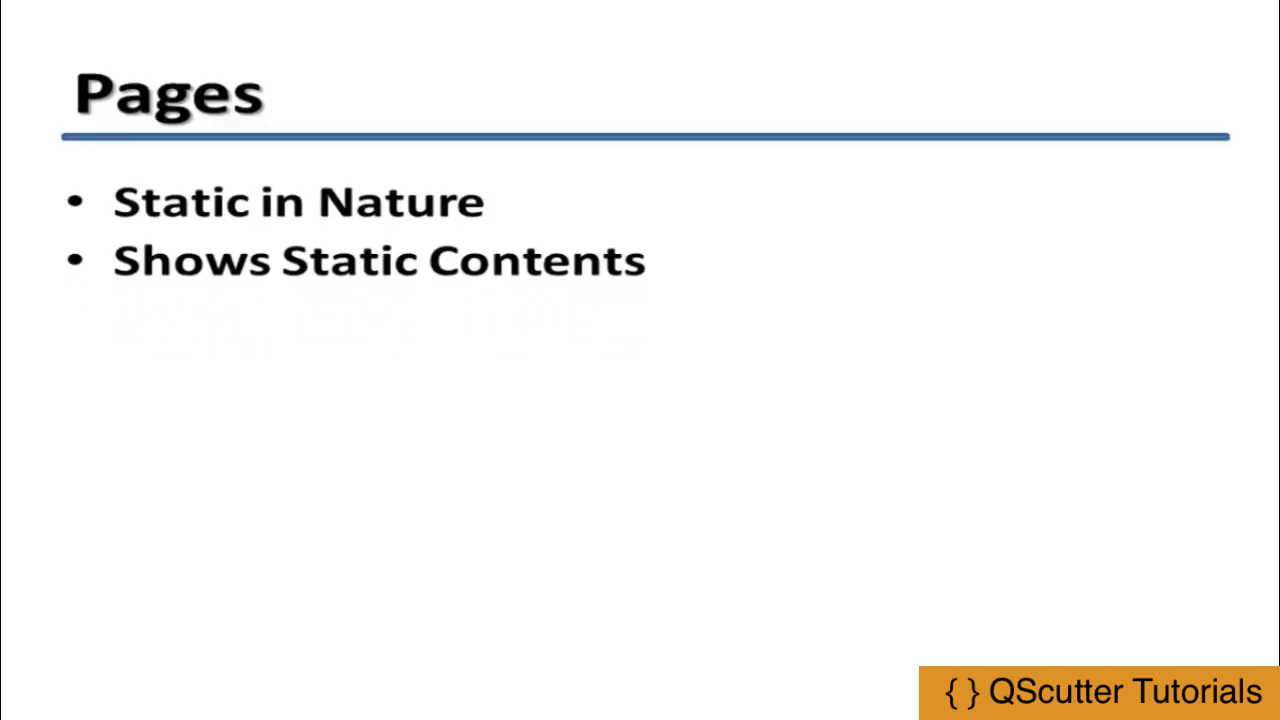 Pages
• Static in Nature
• Shows Static Contents
{ } QScutter Tutorials